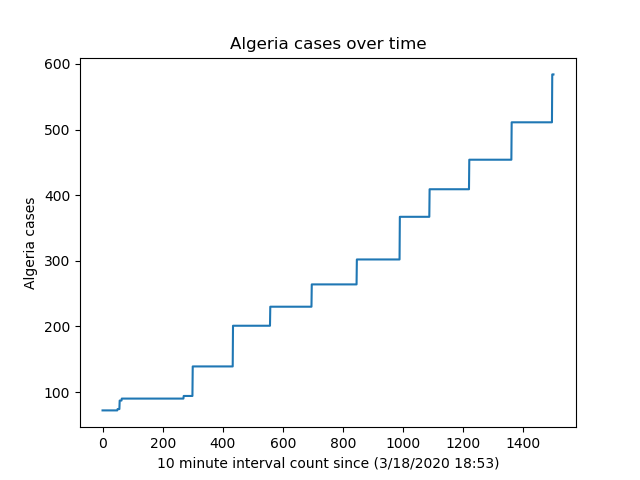 Algeria cases over time
600
500
400
300
200
100
Algeria cases
0 200 400 600 800 1000 1200 1400
10 minute interval count since (3/18/2020 18:53)